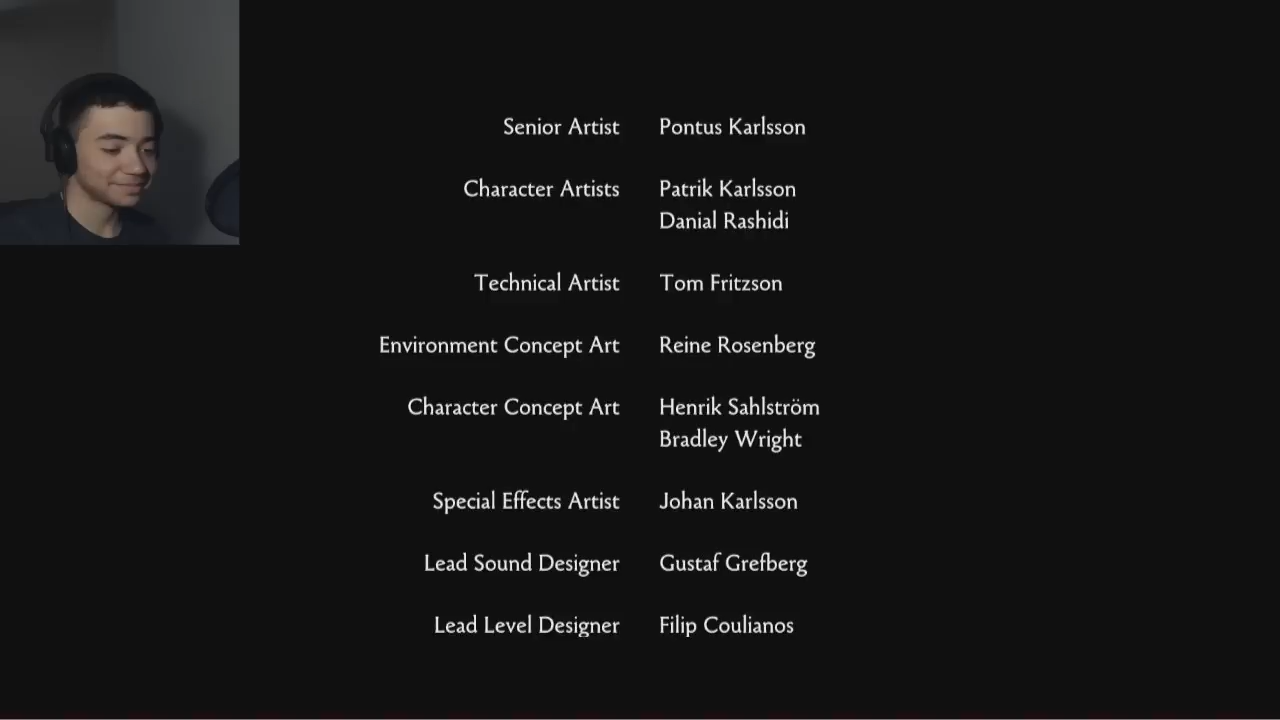 Senior Artist Pontus Karlsson
Character Artists Patrik Karlsson
Danial Rashidi
Technical Artist Tom Fritzson
Environment Concept Art Reine Rosenberg
Character Concept Art Henrik Sahlström
Bradley Wright
Special Effects Artist Johan Karlsson
Lead Sound Designer Gustaf Grefberg
Lead Level Designer Filip Coulianos